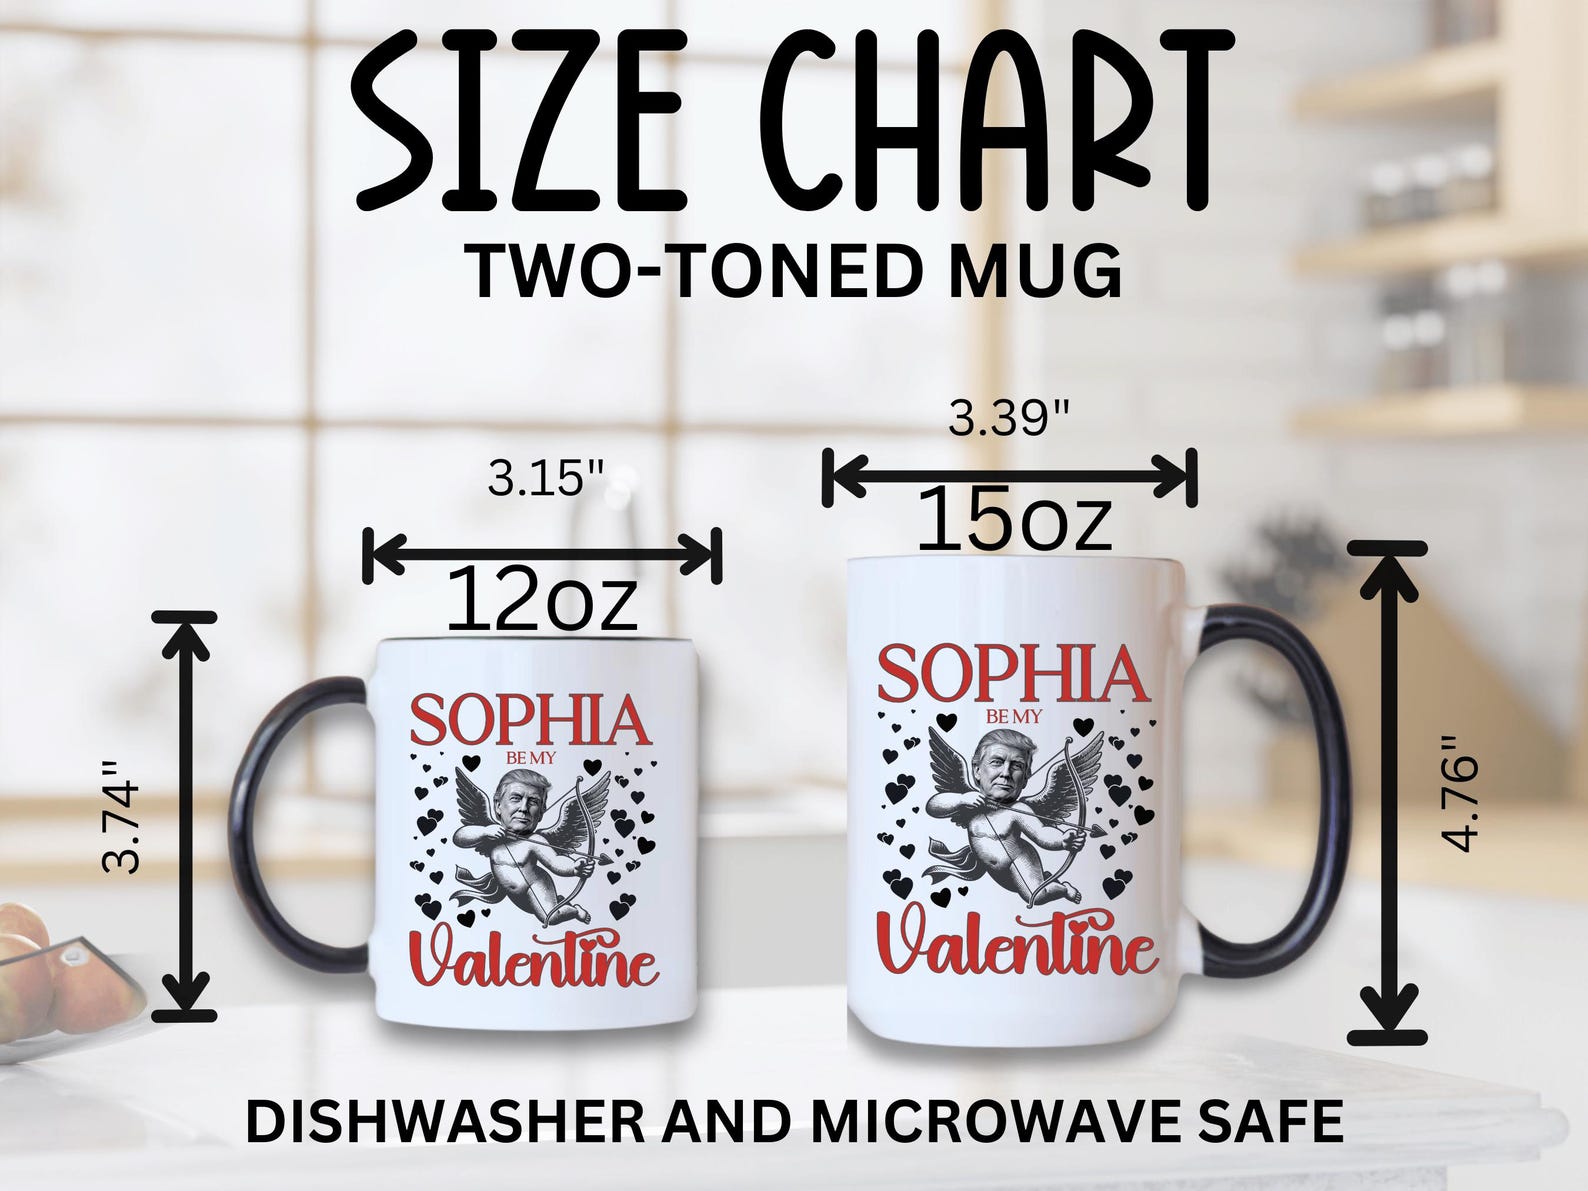 SIZE CHART
TWO-TONED MUG
3.15"
12oz
3.74"
SOPHIA
BE MY
Valentine
3.39"
15oz
4.76"
SOPHIA
BE MY
Valentine
DISHWASHER AND MICROWAVE SAFE